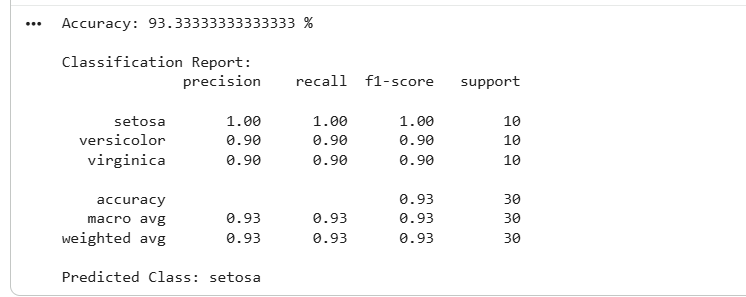 Accuracy: 93.33333333333333 %
Classification Report:
precision recall f1-score support
setosa 1.00 1.00 1.00 10
versicolor 0.90 0.90 0.90 10
virginica 0.90 0.90 0.90 10
accuracy 0.93 30
macro avg 0.93 0.93 0.93 30
weighted avg 0.93 0.93 0.93 30
Predicted Class: setosa